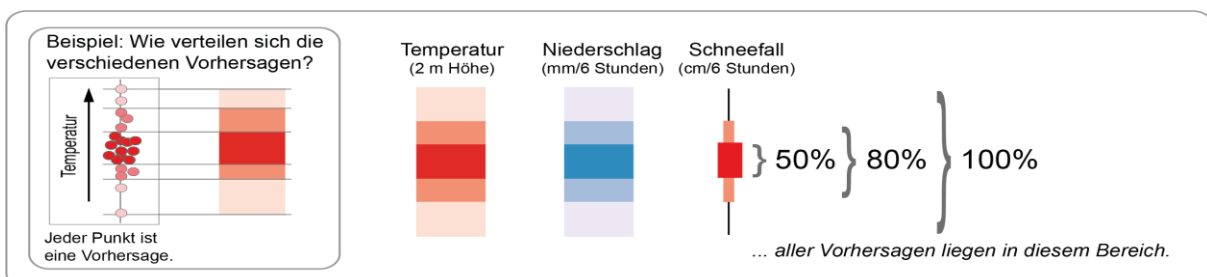 Beispiel: Wie verteilen sich die
verschiedenen Vorhersagen?
Temperatur
Jeder Punkt ist
eine Vorhersage.
Temperatur
(2 m Höhe)
Niederschlag
(mm/6 Stunden)
Schneefall
(cm/6 Stunden)
50%
80%
100%
... aller Vorhersagen liegen in diesem Bereich.